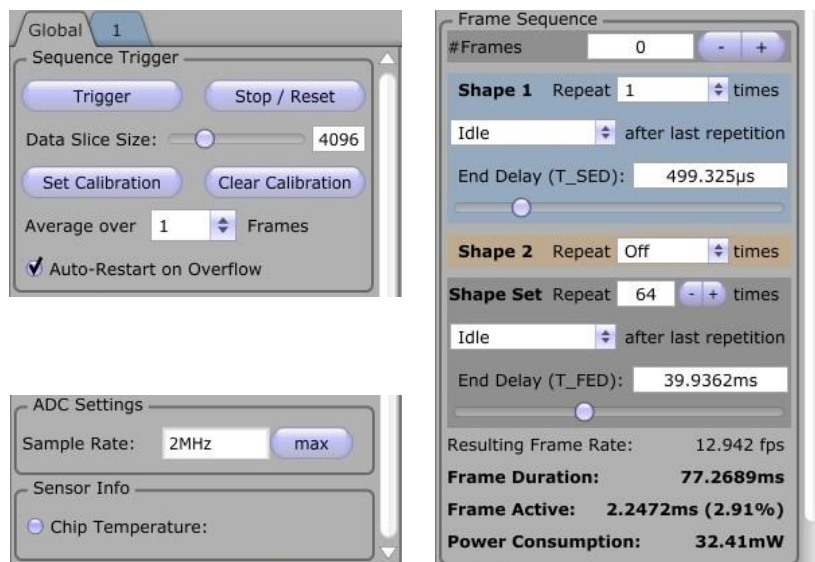 Global 1
Sequence Trigger
Trigger Stop / Reset
Data Slice Size: 4096
Set Calibration Clear Calibration
Average over 1 Frames
Auto-Restart on Overflow
ADC Settings
Sample Rate: 2MHz max
Sensor Info
Chip Temperature:
Frame Sequence
#Frames 0 - +
Shape 1 Repeat 1 times
Idle after last repetition
End Delay (T_SED): 499.325µs
Shape 2 Repeat Off times
Shape Set Repeat 64 - + times
Idle after last repetition
End Delay (T_FED): 39.9362ms
Resulting Frame Rate: 12.942 fps
Frame Duration: 77.2689ms
Frame Active: 2.2472ms (2.91%)
Power Consumption: 32.41mW